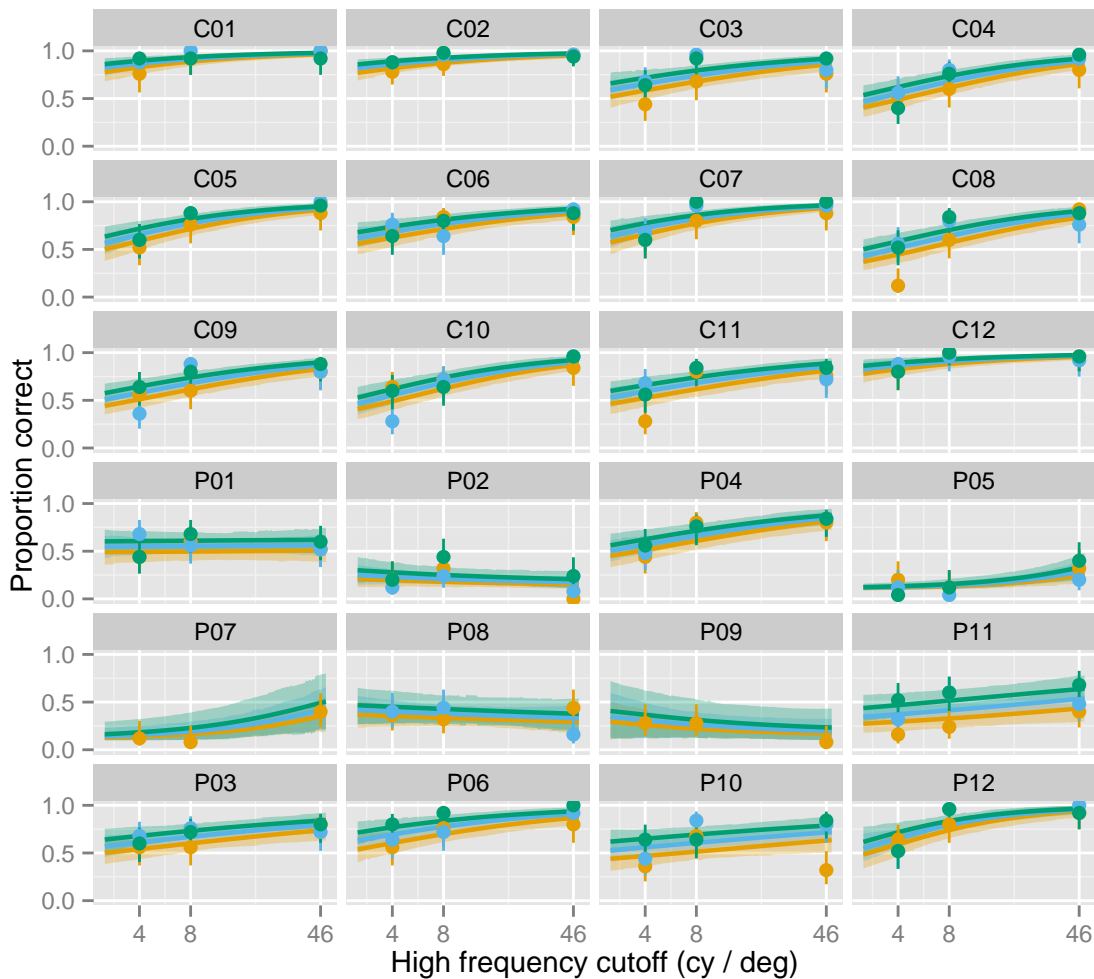 C01 C02 C03 C04
1.0
0.5
0.0
C05 C06 C07 C08
1.0
0.5
0.0
C09 C10 C11 C12
1.0
0.5
0.0
P01 P02 P04 P05
1.0
0.5
0.0
P07 P08 P09 P11
1.0
0.5
0.0
P03 P06 P10 P12
1.0
0.5
0.0
4 8 46 4 8 46 4 8 46 4 8 46
High frequency cutoff (cy / deg)
Proportion correct